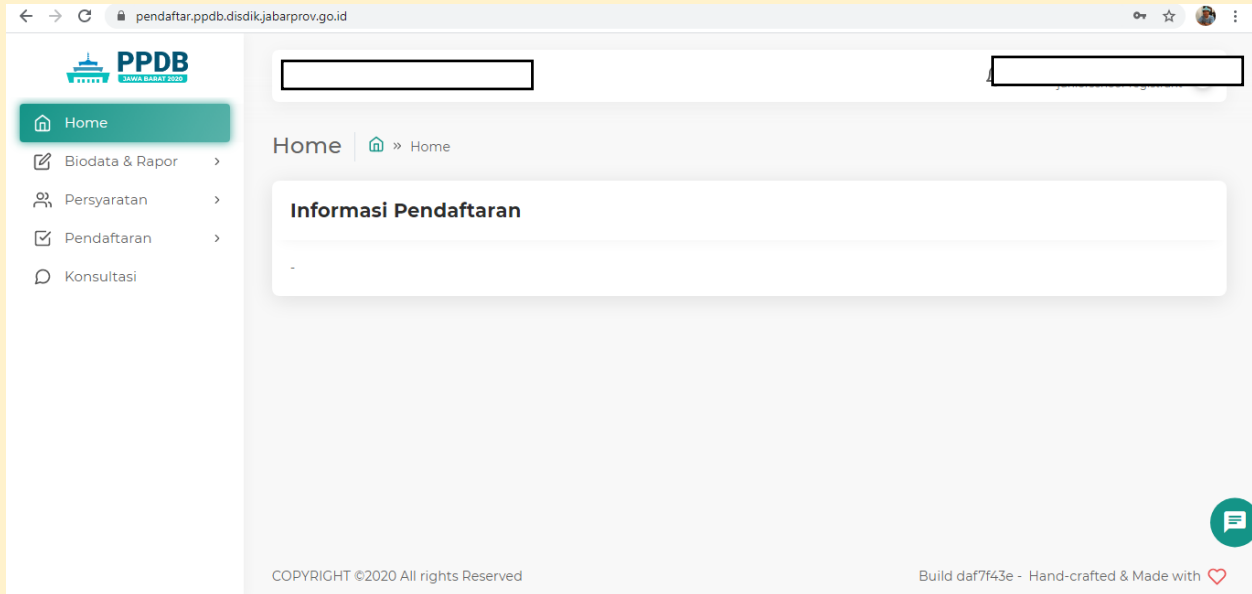 pendaftar.ppdb.disdik.jabarprov.go.id
PPDB
JAWA BARAT 2020
Home
Biodata & Rapor
Persyaratan
Pendaftaran
Konsultasi
Home » Home
Informasi Pendaftaran
-
COPYRIGHT ©2020 All rights Reserved
Build daf7f43e - Hand-crafted & Made with